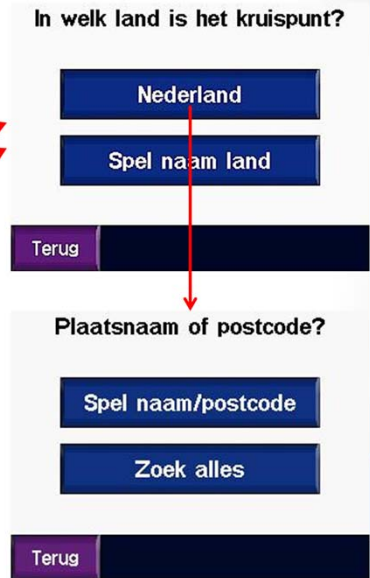 In welk land is het kruispunt?
Nederland
Spel naam land
Terug
Plaatsnaam of postcode?
Spel naam/postcode
Zoek alles
Terug